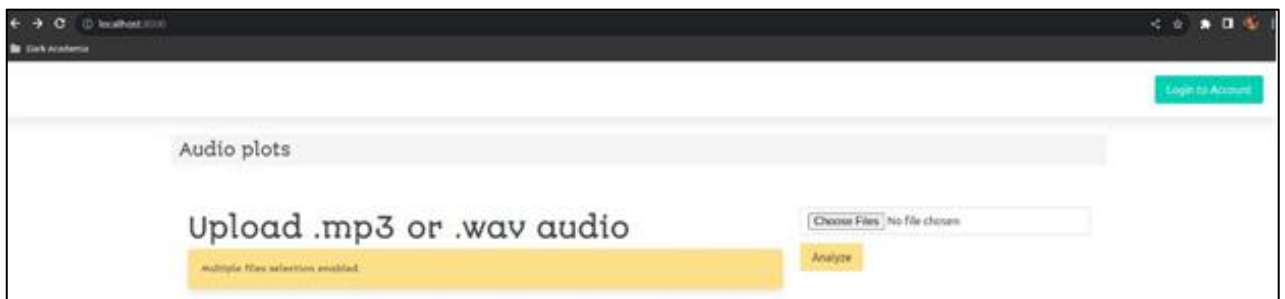 localhost:8000
Dark Academia
Login to Account
Audio plots
Upload .mp3 or .wav audio
multiple files selection enabled.
Choose Files No file chosen
Analyze